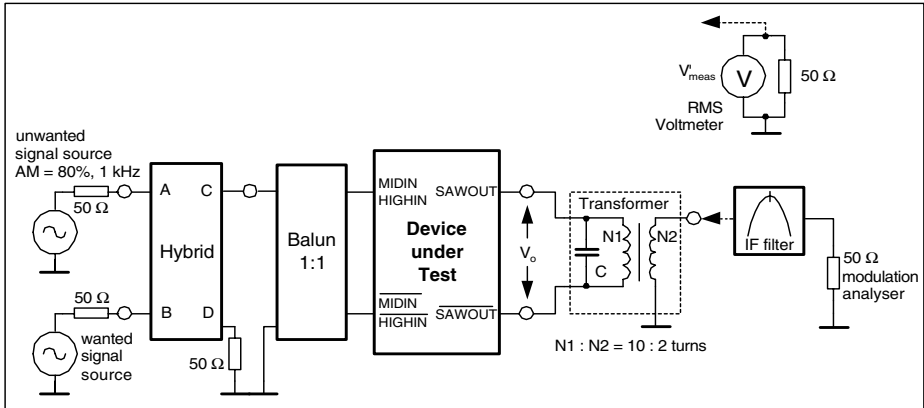 50 Ω
V'meas
V
RMS
Voltmeter
unwanted
signal source
AM = 80%, 1 kHz
50 Ω
A
C
Hybrid
B
D
50 Ω
wanted
signal
source
50 Ω
Balun
1:1
MIDIN
HIGHIN
SAWOUT
Device
under
Test
MIDIN
HIGHIN
SAWOUT
Vo
Transformer
N1
N2
C
N1 : N2 = 10 : 2 turns
IF filter
50 Ω
modulation
analyser